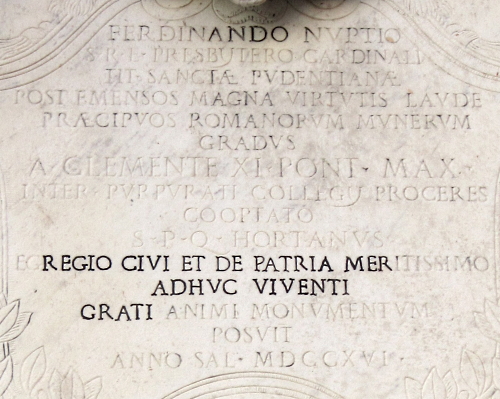 FERDINANDO NVPTIO
S·R·E·PRESBVTERO CARDINALI
TIT·SANCTÆ PVDENTIANÆ
POST EMENSOS MAGNA VIRTVTIS LAVDE
PRÆCIPVOS ROMANORVM MVNERVM
GRADVS
A·CLEMENTE XI·PONT·MAX·
INTER·PVRPVRATI COLLEGII PROCERES
COOPTATO
S·P·Q·HORTANVS
EGREGIO CIVI ET DE PATRIA MERITISSIMO
ADHVC VIVENTI
GRATI ANIMI MONVMENTVM
POSVIT
ANNO SAL·MDCCXVI·